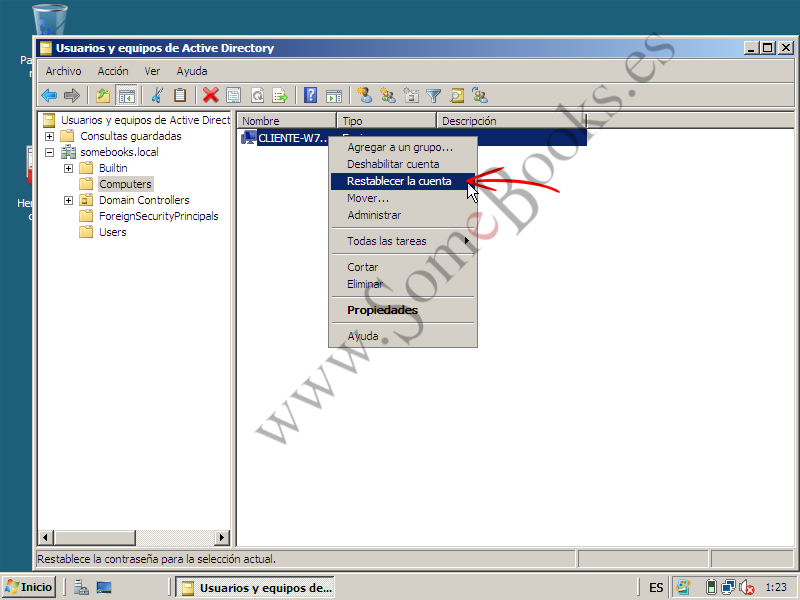 Usuarios y equipos de Active Directory
Archivo Acción Ver Ayuda
Usuarios y equipos de Active Direct
Consultas guardadas
somebooks.local
Builtin
Computers
Domain Controllers
ForeignSecurityPrincipals
Users
Nombre Tipo Descripción
CLIENTE-W7...
Agregar a un grupo...
Deshabilitar cuenta
Restablecer la cuenta
Mover...
Administrar
Todas las tareas
Cortar
Eliminar
Propiedades
Ayuda
www.SomeBooks.es
Restablece la contraseña para la selección actual.
Inicio
Usuarios y equipos de...
ES
1:23